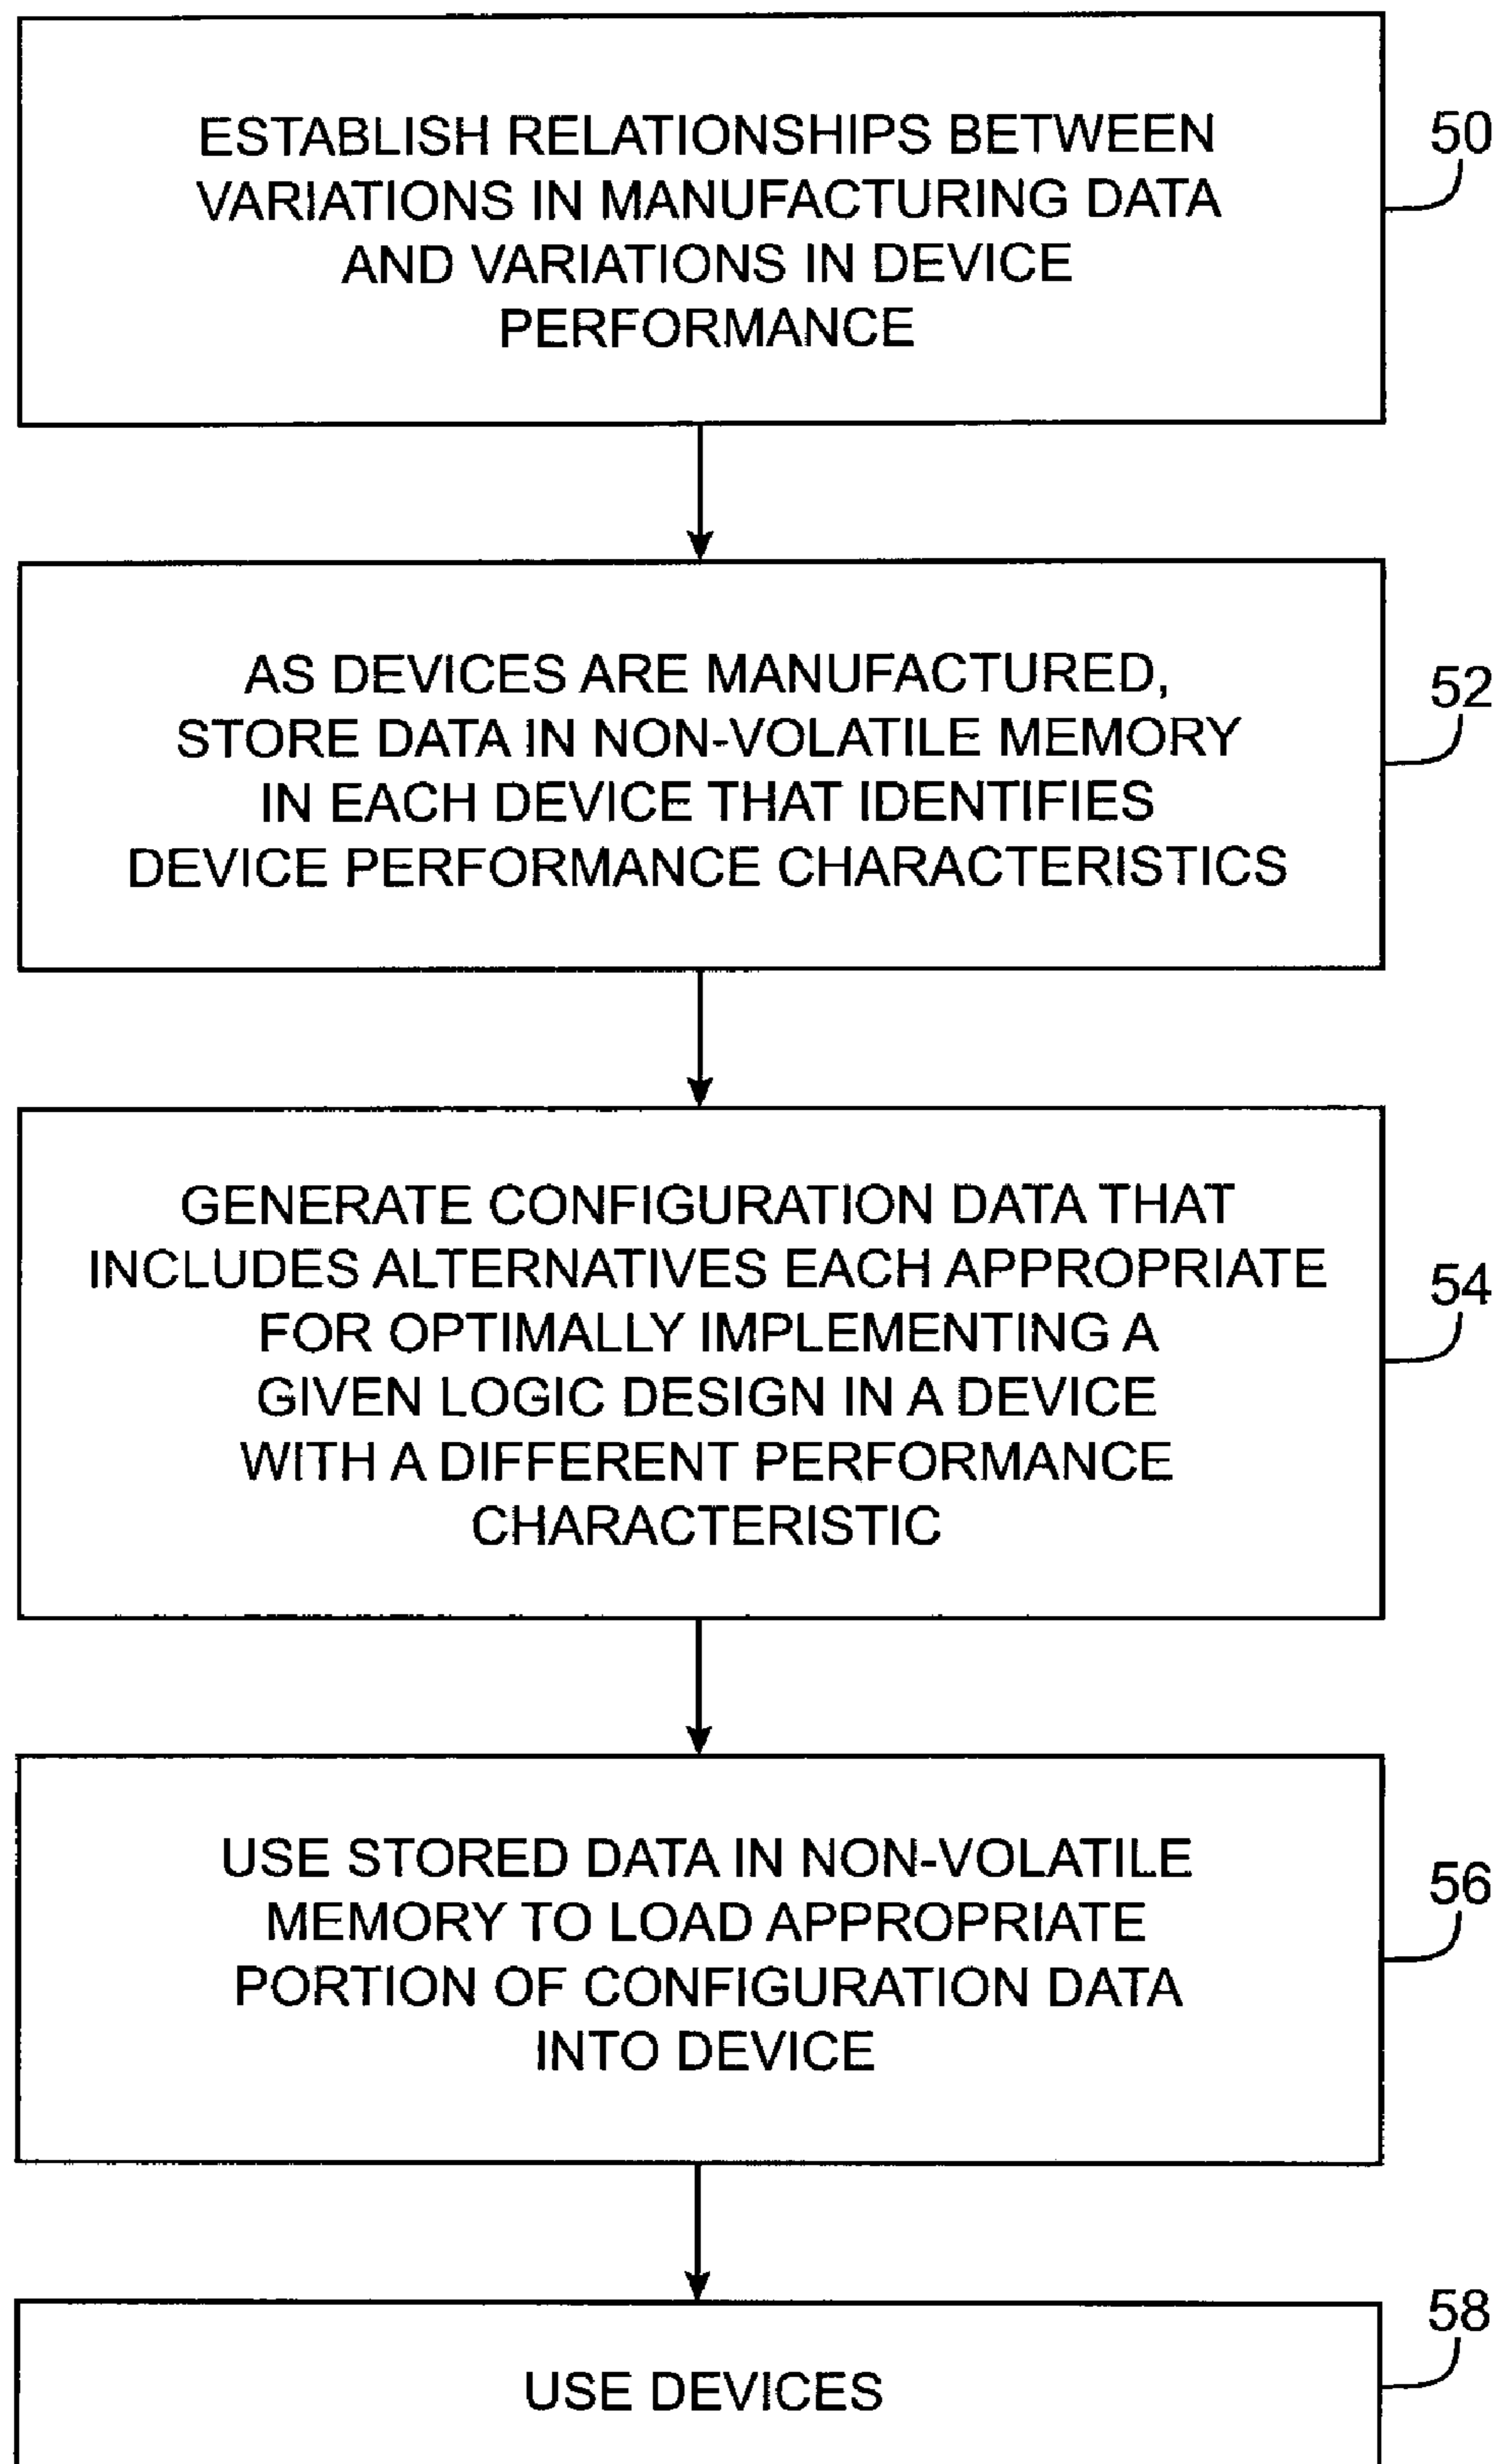 ESTABLISH RELATIONSHIPS BETWEEN
VARIATIONS IN MANUFACTURING DATA
AND VARIATIONS IN DEVICE
PERFORMANCE
50
AS DEVICES ARE MANUFACTURED,
STORE DATA IN NON-VOLATILE MEMORY
IN EACH DEVICE THAT IDENTIFIES
DEVICE PERFORMANCE CHARACTERISTICS
52
GENERATE CONFIGURATION DATA THAT
INCLUDES ALTERNATIVES EACH APPROPRIATE
FOR OPTIMALLY IMPLEMENTING A
GIVEN LOGIC DESIGN IN A DEVICE
WITH A DIFFERENT PERFORMANCE
CHARACTERISTIC
54
USE STORED DATA IN NON-VOLATILE
MEMORY TO LOAD APPROPRIATE
PORTION OF CONFIGURATION DATA
INTO DEVICE
56
USE DEVICES
58